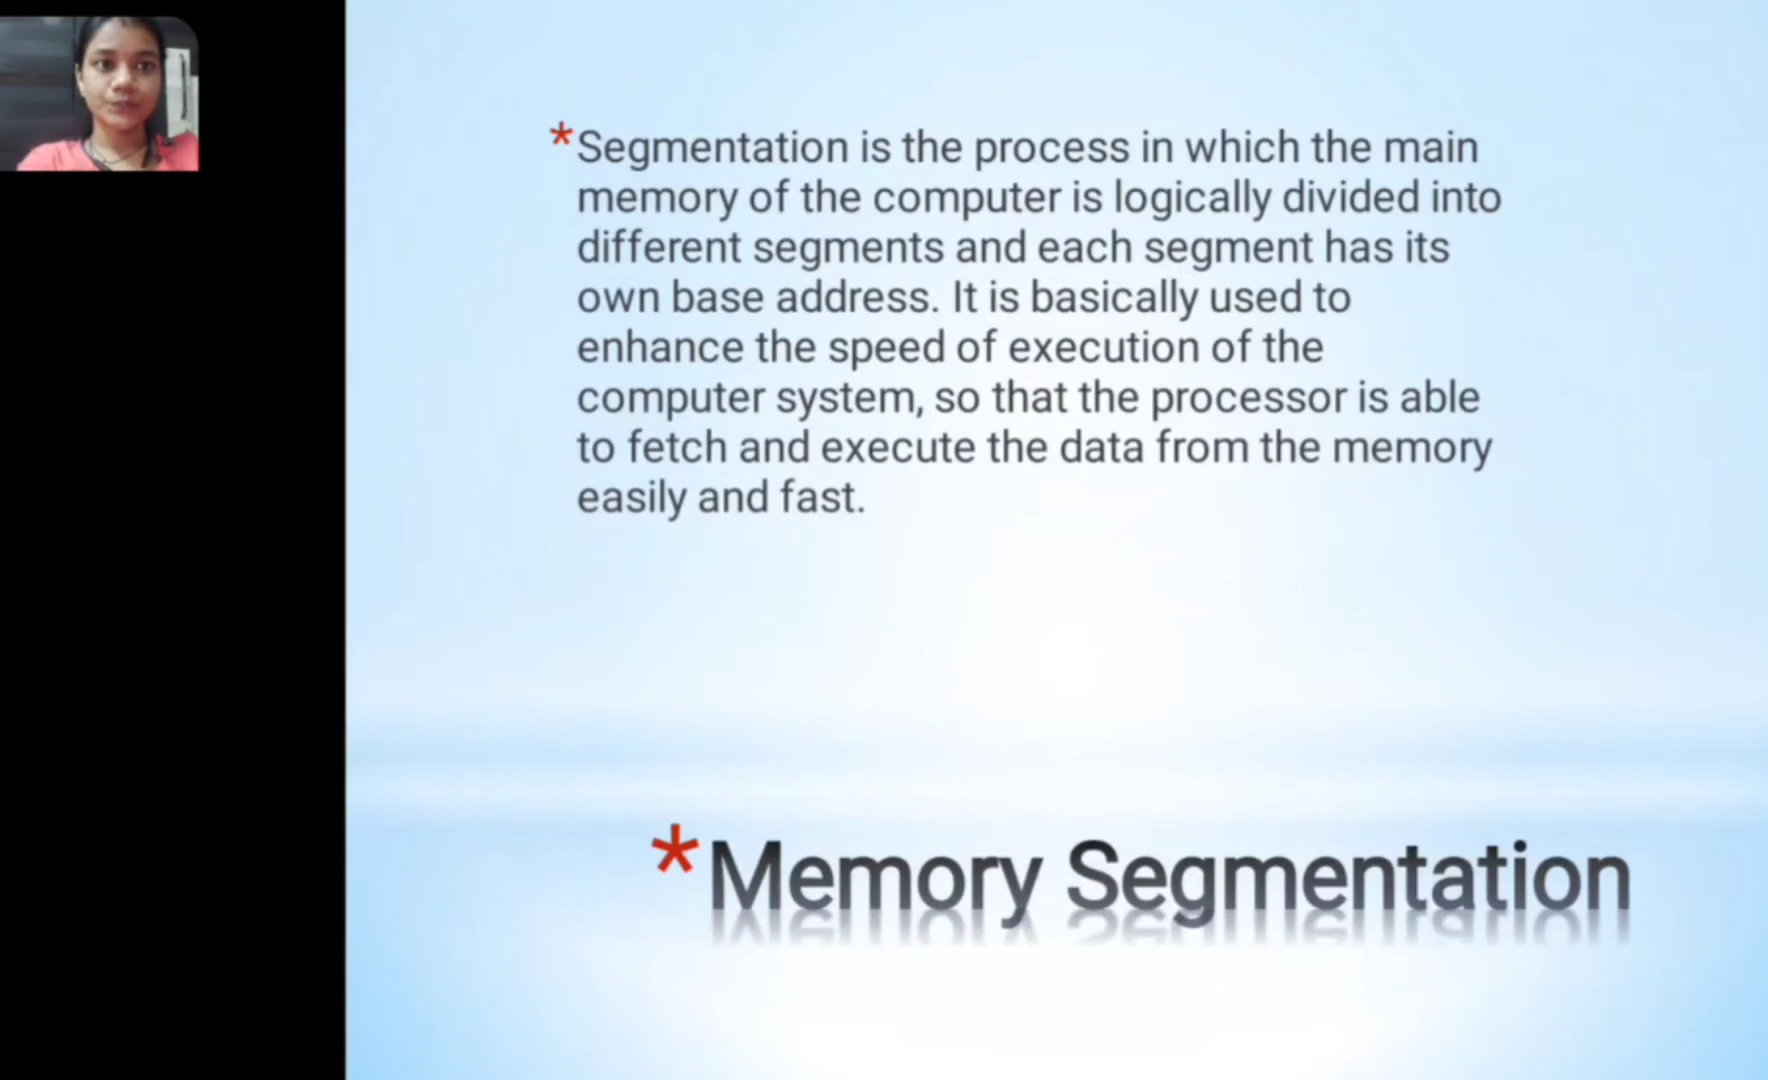 *Segmentation is the process in which the main
memory of the computer is logically divided into
different segments and each segment has its
own base address. It is basically used to
enhance the speed of execution of the
computer system, so that the processor is able
to fetch and execute the data from the memory
easily and fast.
*Memory Segmentation